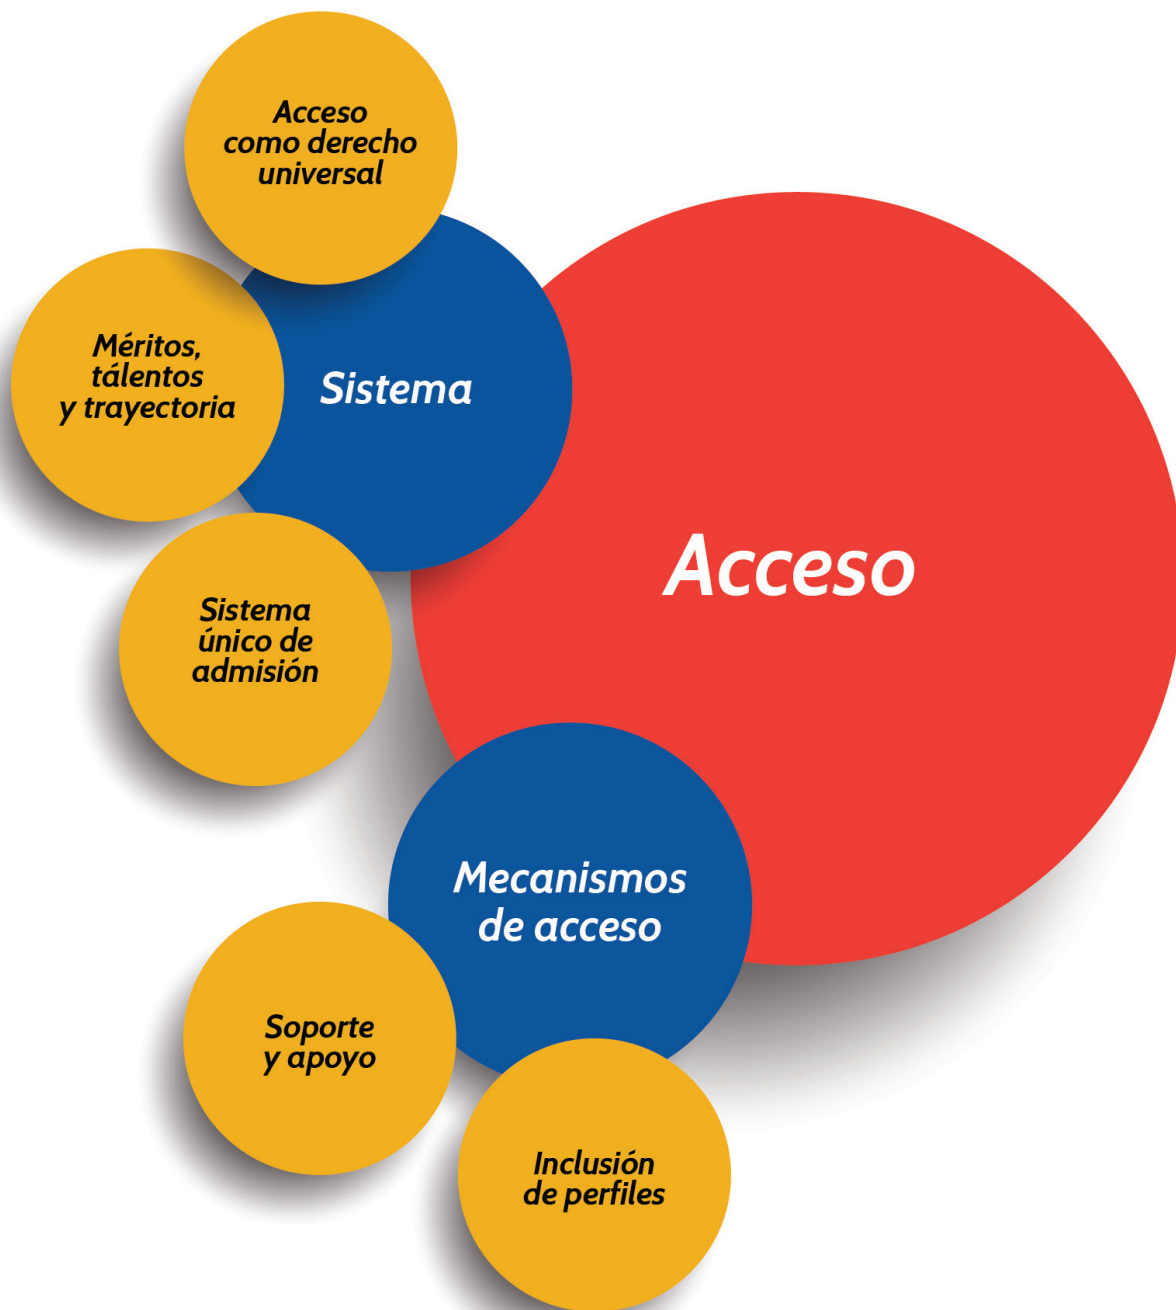 Acceso
como derecho
universal
Méritos,
tálentos
y trayectoria
Sistema
Sistema
único de
admisión
Acceso
Mecanismos
de acceso
Soporte
y apoyo
Inclusión
de perfiles